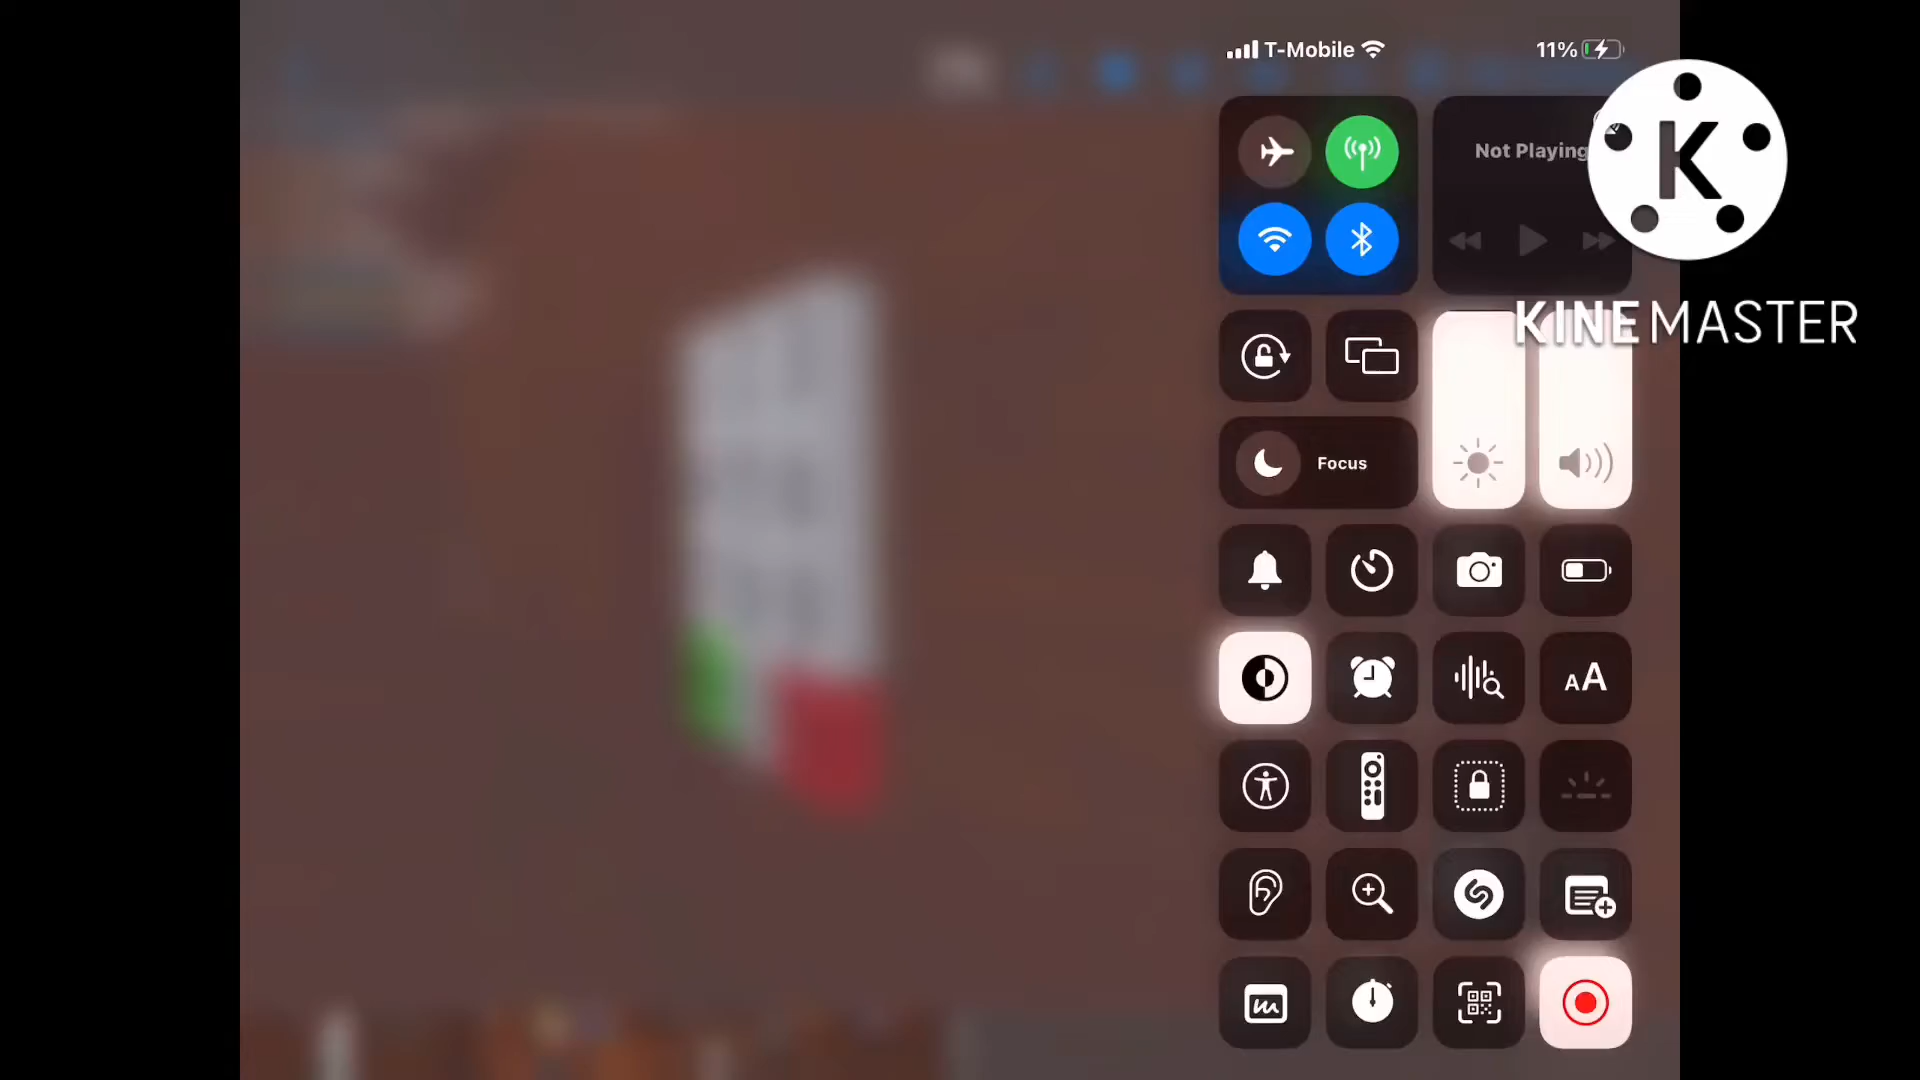 T-Mobile
11%
Not Playing
K
KINEMASTER
Focus
AA